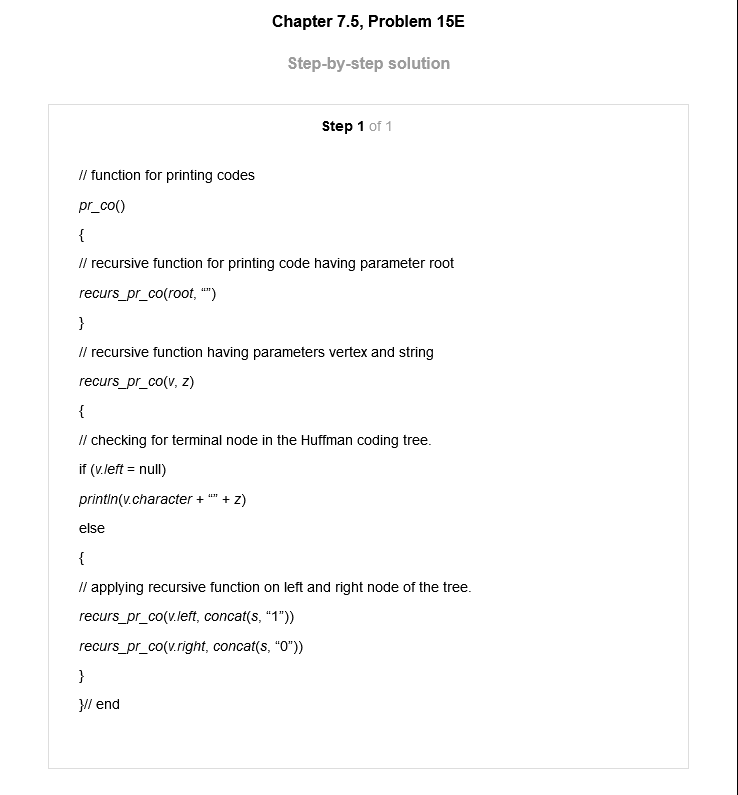 Chapter 7.5, Problem 15E
Step-by-step solution
Step 1 of 1
// function for printing codes
pr_co()
{
// recursive function for printing code having parameter root
recurs_pr_co(root, “”)
}
// recursive function having parameters vertex and string
recurs_pr_co(v, z)
{
// checking for terminal node in the Huffman coding tree.
if (v.left = null)
println(v.character + “” + z)
else
{
// applying recursive function on left and right node of the tree.
recurs_pr_co(v.left, concat(s, “1”))
recurs_pr_co(v.right, concat(s, “0”))
}
}// end